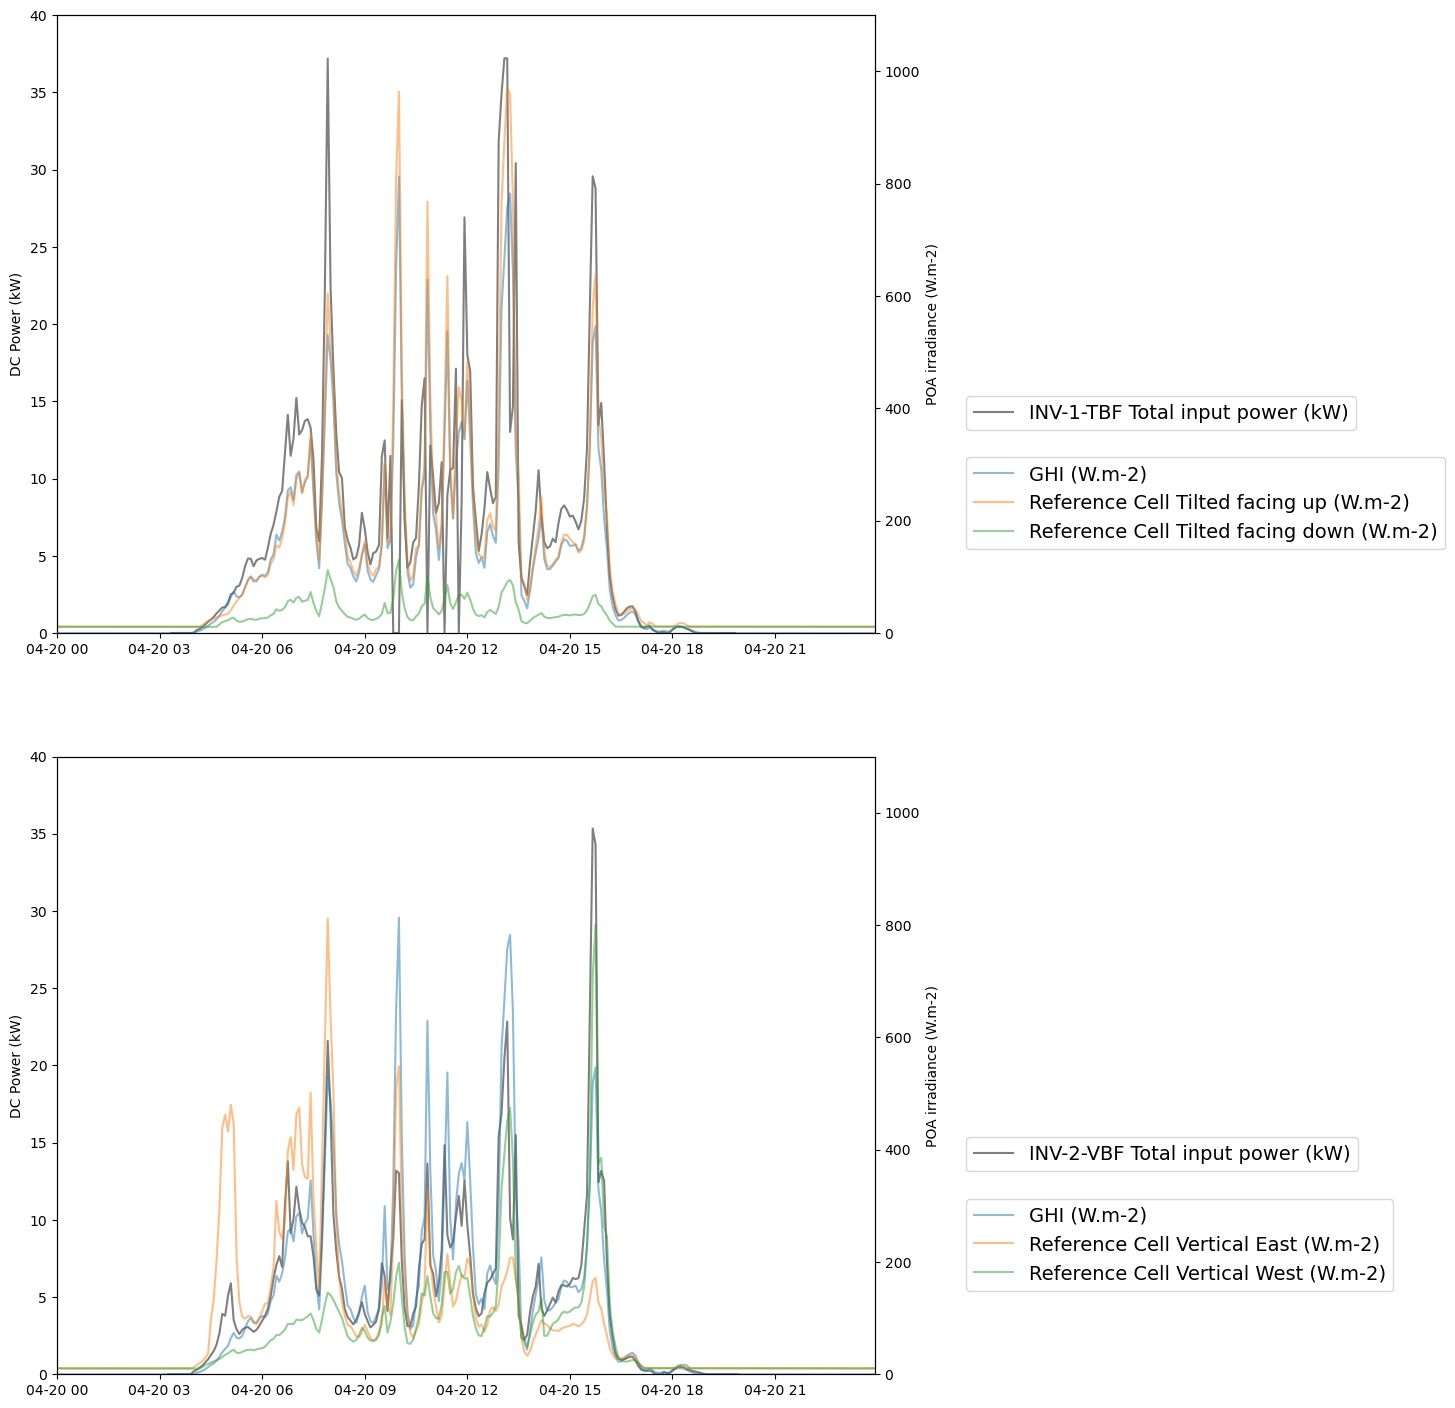 40
35
30
25
20
15
10
5
0
DC Power (kW)
1000
800
600
400
200
0
POA irradiance (W.m-2)
04-20 00 04-20 03 04-20 06 04-20 09 04-20 12 04-20 15 04-20 18 04-20 21
INV-1-TBF Total input power (kW)
GHI (W.m-2)
Reference Cell Tilted facing up (W.m-2)
Reference Cell Tilted facing down (W.m-2)
40
35
30
25
20
15
10
5
0
DC Power (kW)
1000
800
600
400
200
0
POA irradiance (W.m-2)
04-20 00 04-20 03 04-20 06 04-20 09 04-20 12 04-20 15 04-20 18 04-20 21
INV-2-VBF Total input power (kW)
GHI (W.m-2)
Reference Cell Vertical East (W.m-2)
Reference Cell Vertical West (W.m-2)